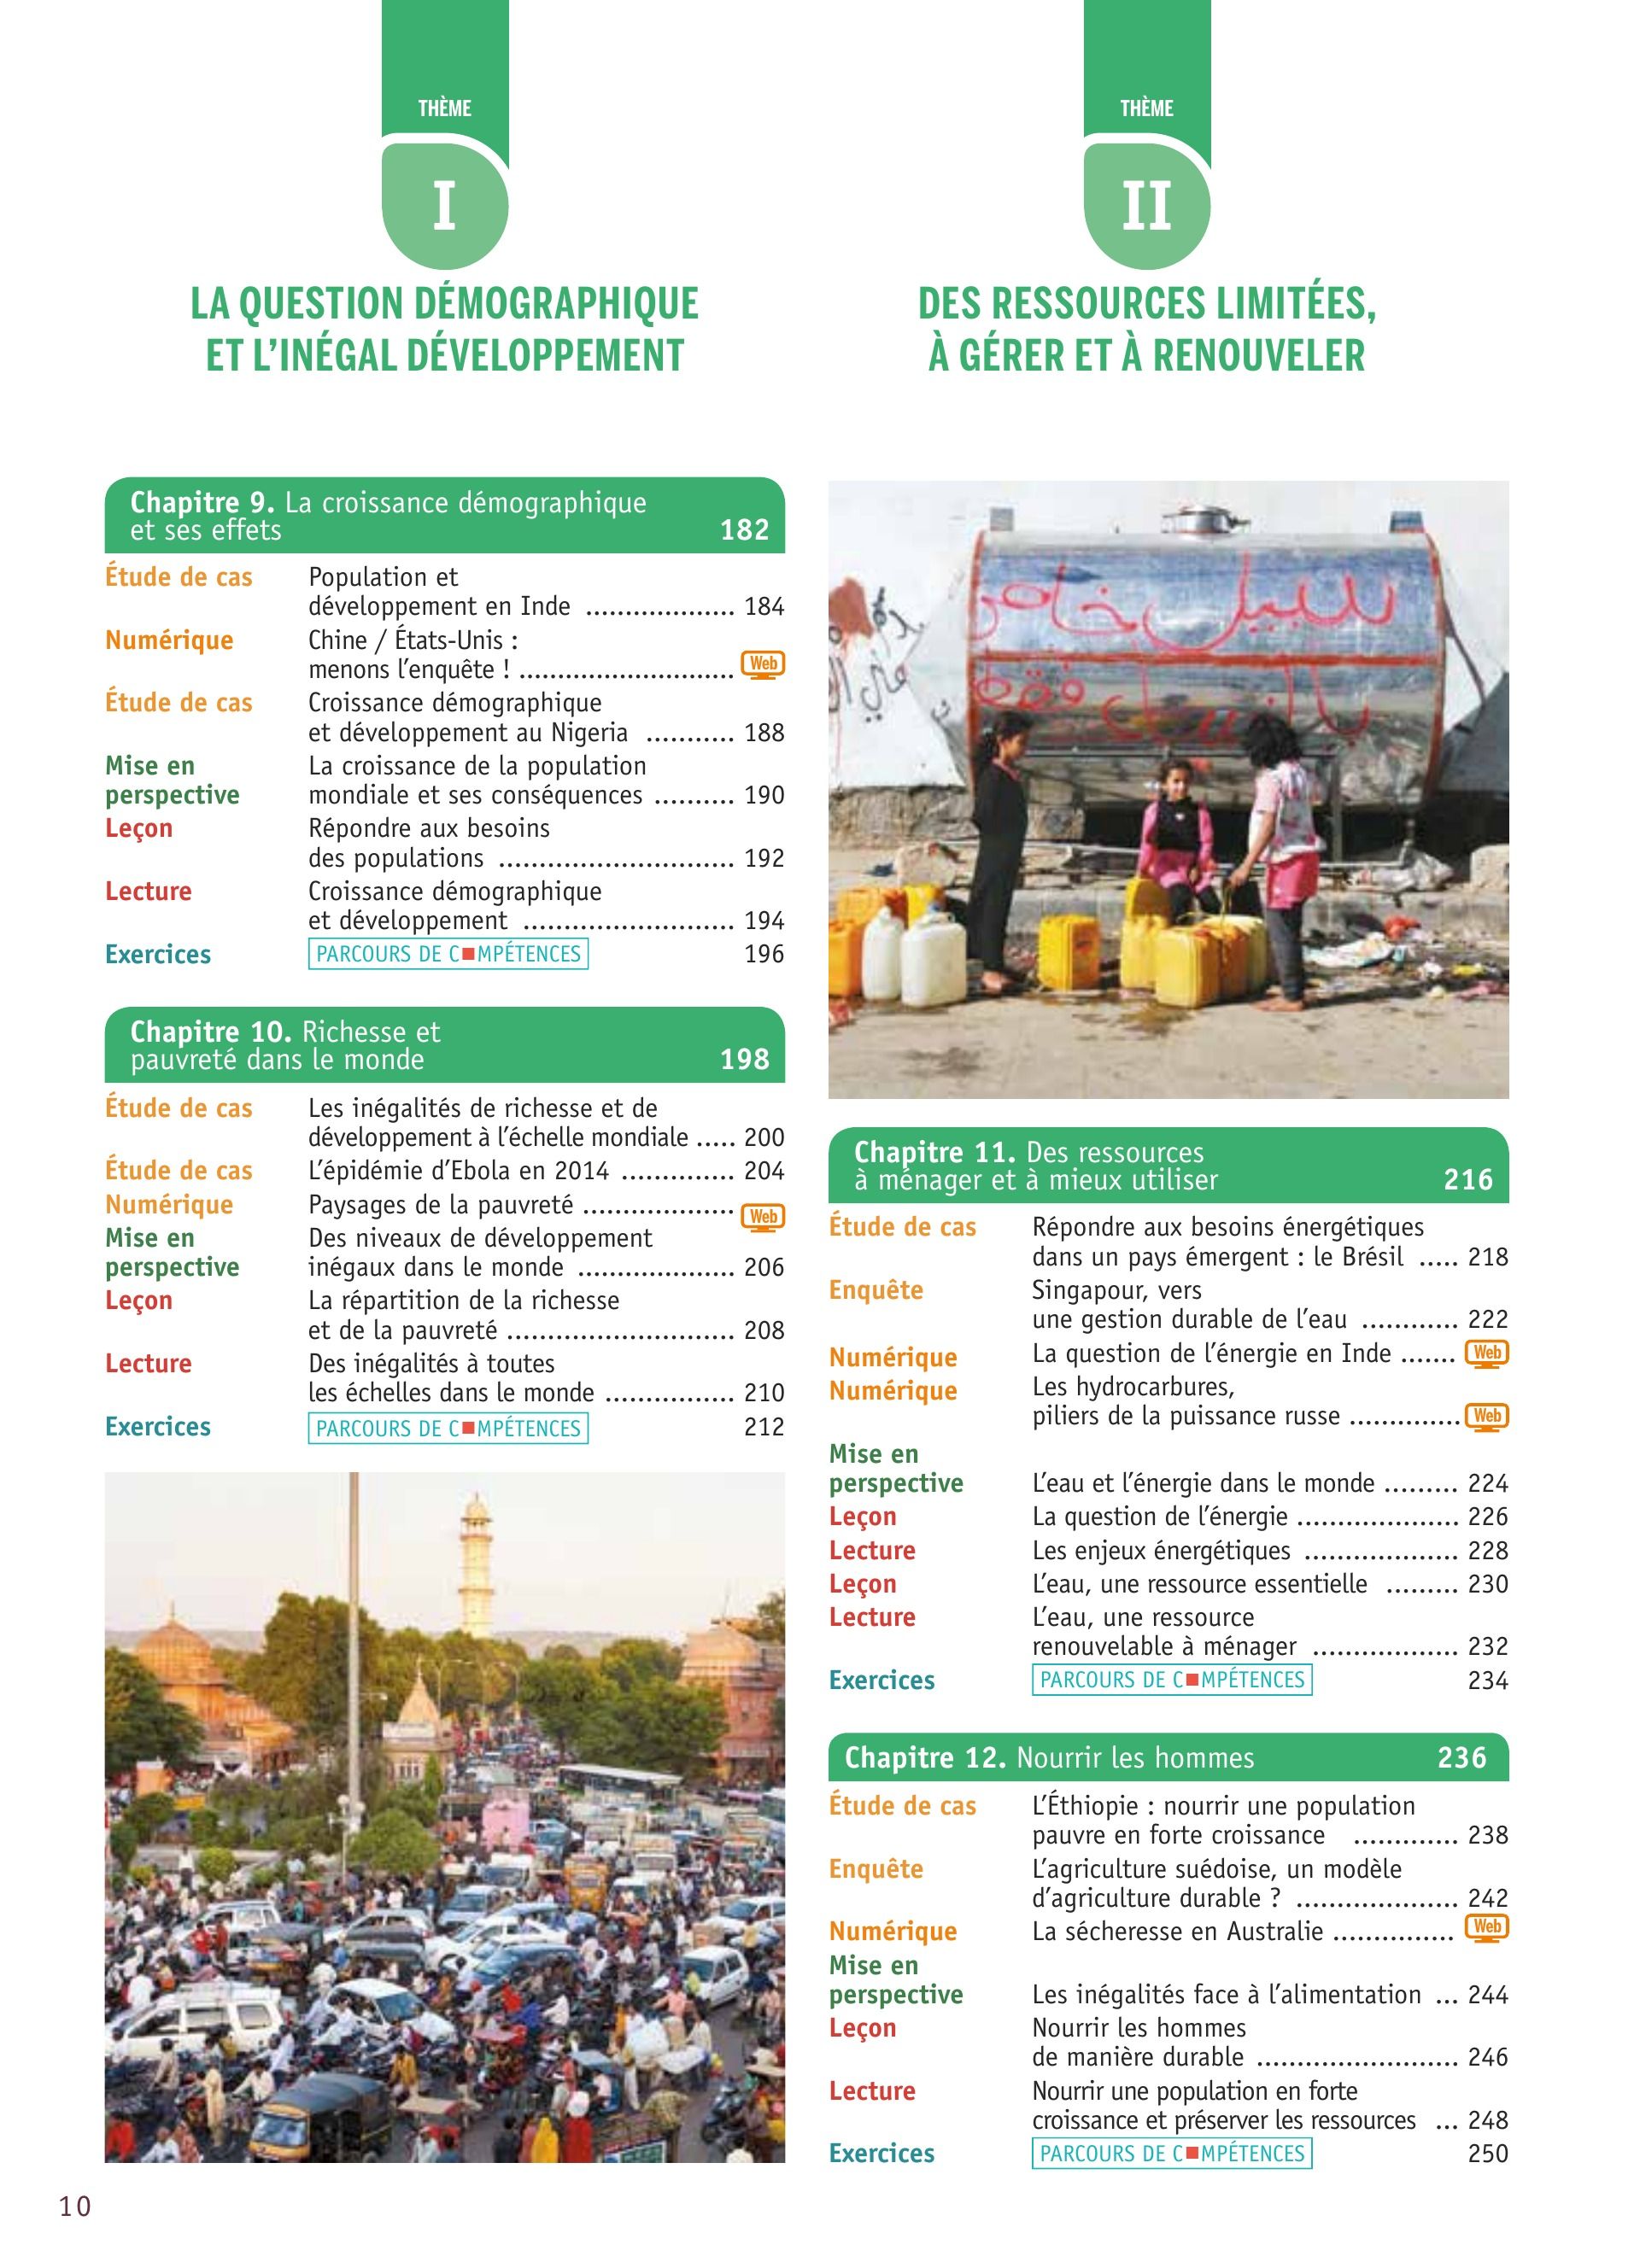 THÈME
I
LA QUESTION DÉMOGRAPHIQUE
ET L'INÉGAL DÉVELOPPEMENT
Chapitre 9. La croissance démographique
et ses effets 182
Étude de cas Population et
développement en Inde ................... 184
Numérique Chine / États-Unis :
menons l'enquête ! ........................... Web
Étude de cas Croissance démographique
et développement au Nigeria ........... 188
Mise en La croissance de la population
perspective mondiale et ses conséquences .......... 190
Leçon Répondre aux besoins
des populations .............................. 192
Lecture Croissance démographique
et développement ........................... 194
Exercices PARCOURS DE C■MPÉTENCES 196
Chapitre 10. Richesse et
pauvreté dans le monde 198
Étude de cas Les inégalités de richesse et de
développement à l'échelle mondiale ..... 200
Étude de cas L'épidémie d'Ebola en 2014 .............. 204
Numérique Paysages de la pauvreté ................... Web
Mise en Des niveaux de développement
perspective inégaux dans le monde .................... 206
Leçon La répartition de la richesse
et de la pauvreté ............................. 208
Lecture Des inégalités à toutes
les échelles dans le monde ................ 210
Exercices PARCOURS DE C■MPÉTENCES 212
THÈME
II
DES RESSOURCES LIMITÉES,
À GÉRER ET À RENOUVELER
سبيل خاص
فقط
Chapitre 11. Des ressources
à ménager et à mieux utiliser 216
Étude de cas Répondre aux besoins énergétiques
dans un pays émergent : le Brésil ..... 218
Enquête Singapour, vers
une gestion durable de l'eau ............ 222
Numérique La question de l'énergie en Inde ....... Web
Numérique Les hydrocarbures,
piliers de la puissance russe .............. Web
Mise en
perspective L'eau et l'énergie dans le monde ......... 224
Leçon La question de l'énergie .................... 226
Lecture Les enjeux énergétiques ................... 228
Leçon L'eau, une ressource essentielle ......... 230
Lecture L'eau, une ressource
renouvelable à ménager .................. 232
Exercices PARCOURS DE C■MPÉTENCES 234
Chapitre 12. Nourrir les hommes 236
Étude de cas L'Éthiopie : nourrir une population
pauvre en forte croissance ............. 238
Enquête L'agriculture suédoise, un modèle
d'agriculture durable ? .................... 242
Numérique La sécheresse en Australie ............... Web
Mise en
perspective Les inégalités face à l'alimentation ... 244
Leçon Nourrir les hommes
de manière durable ......................... 246
Lecture Nourrir une population en forte
croissance et préserver les ressources ... 248
Exercices PARCOURS DE C■MPÉTENCES 250
10